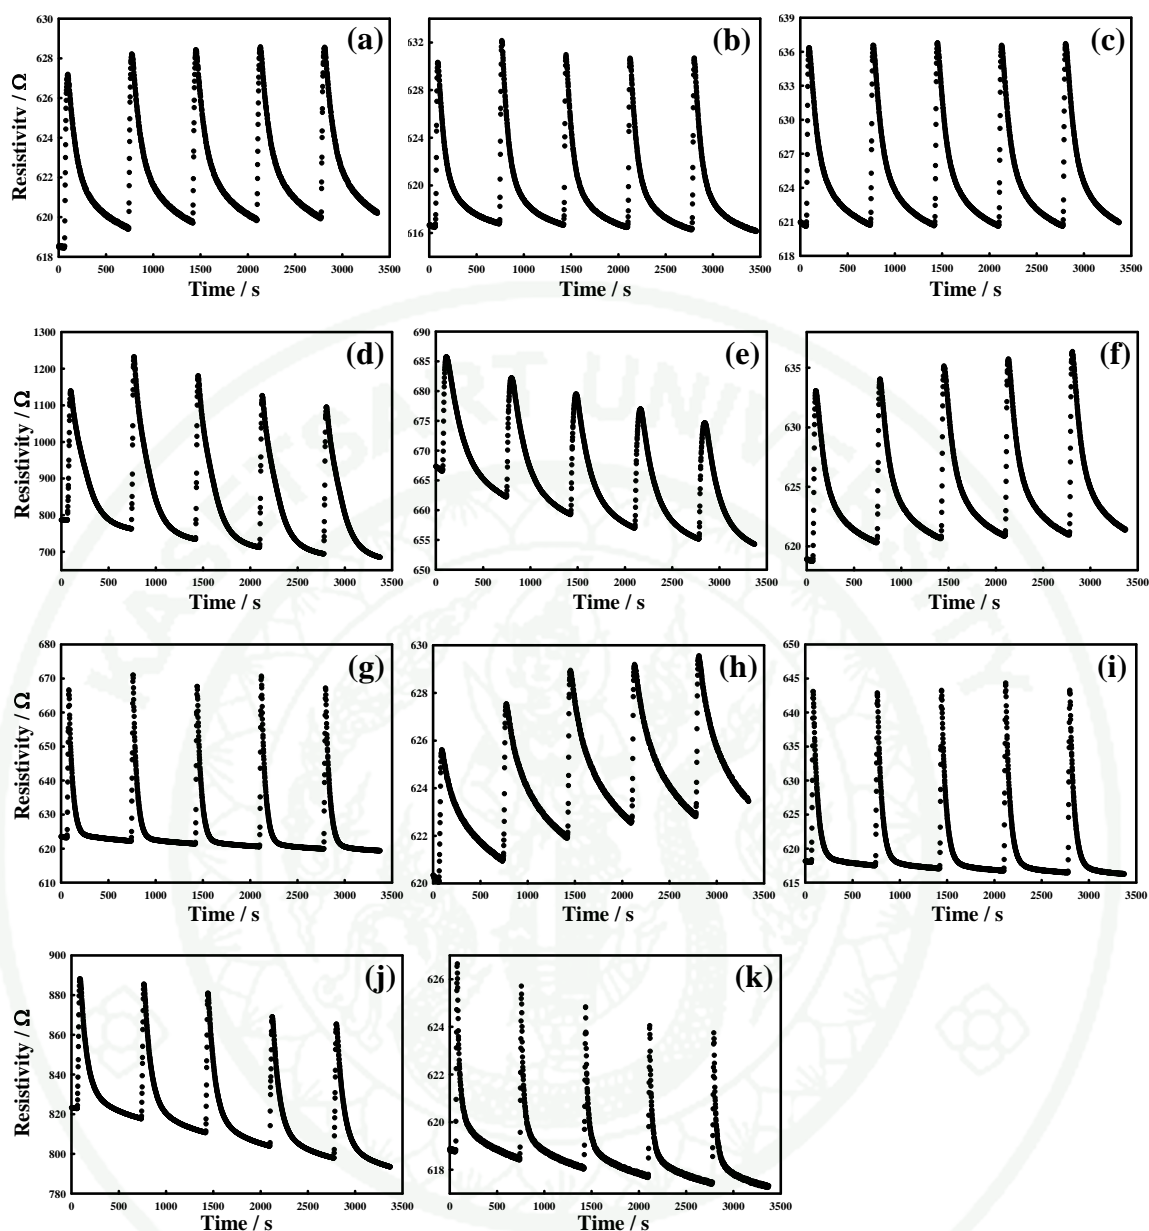 (a)
Resistivitv / Ω
630
628
626
624
622
620
618
0 500 1000 1500 2000 2500 3000 3500
Time / s
(b)
632
628
624
620
616
0 500 1000 1500 2000 2500 3000 3500
Time / s
(c)
639
636
633
630
627
624
621
618
0 500 1000 1500 2000 2500 3000 3500
Time / s
(d)
Resistivity / Ω
1300
1200
1100
1000
900
800
700
0 500 1000 1500 2000 2500 3000 3500
Time / s
(e)
690
685
680
675
670
665
660
655
650
0 500 1000 1500 2000 2500 3000 3500
Time / s
(f)
635
630
625
620
0 500 1000 1500 2000 2500 3000 3500
Time / s
(g)
Resistivity / Ω
680
670
660
650
640
630
620
610
0 500 1000 1500 2000 2500 3000 3500
Time / s
(h)
630
628
626
624
622
620
0 500 1000 1500 2000 2500 3000 3500
Time / s
(i)
650
645
640
635
630
625
620
615
0 500 1000 1500 2000 2500 3000 3500
Time / s
(j)
Resistivity / Ω
900
880
860
840
820
800
780
0 500 1000 1500 2000 2500 3000 3500
Time / s
(k)
626
624
622
620
618
0 500 1000 1500 2000 2500 3000 3500
Time / s
KASETSART UNIVERSITY